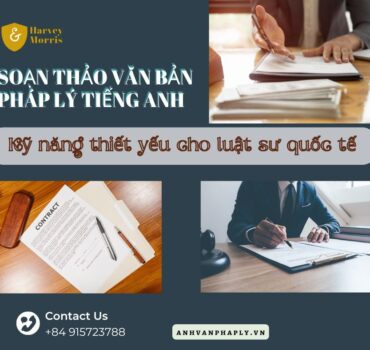 &
Harvey
Morris
SOẠN THẢO VĂN BẢN
PHÁP LÝ TIẾNG ANH
Kỹ năng thiết yếu cho luật sư quốc tế
CONTRACT
Contact Us
+84 915723788
ANHVANPHAPLY.VN